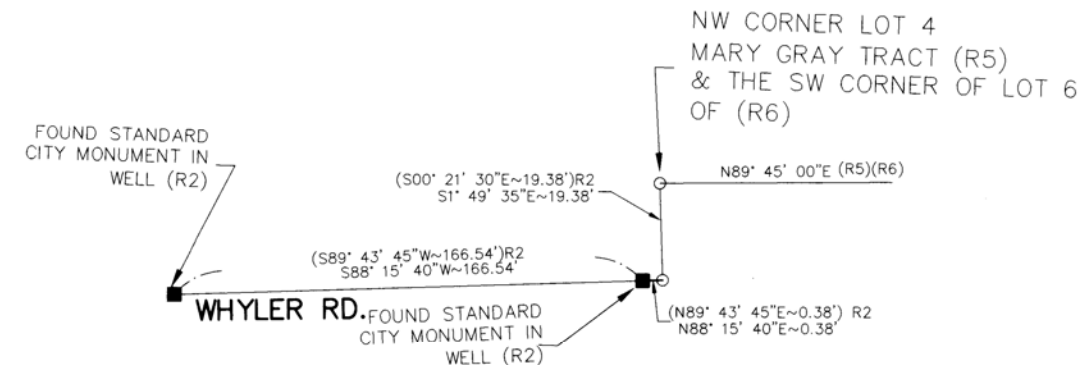 NW CORNER LOT 4
MARY GRAY TRACT (R5)
& THE SW CORNER OF LOT 6
OF (R6)
FOUND STANDARD
CITY MONUMENT IN
WELL (R2)
(S00° 21' 30"E~19.38')R2
S1° 49' 35"E~19.38'
N89° 45' 00"E (R5)(R6)
(S89° 43' 45"W~166.54')R2
S88° 15' 40"W~166.54'
WHYLER RD.
FOUND STANDARD
CITY MONUMENT IN
WELL (R2)
(N89° 43' 45"E~0.38') R2
N88° 15' 40"E~0.38'